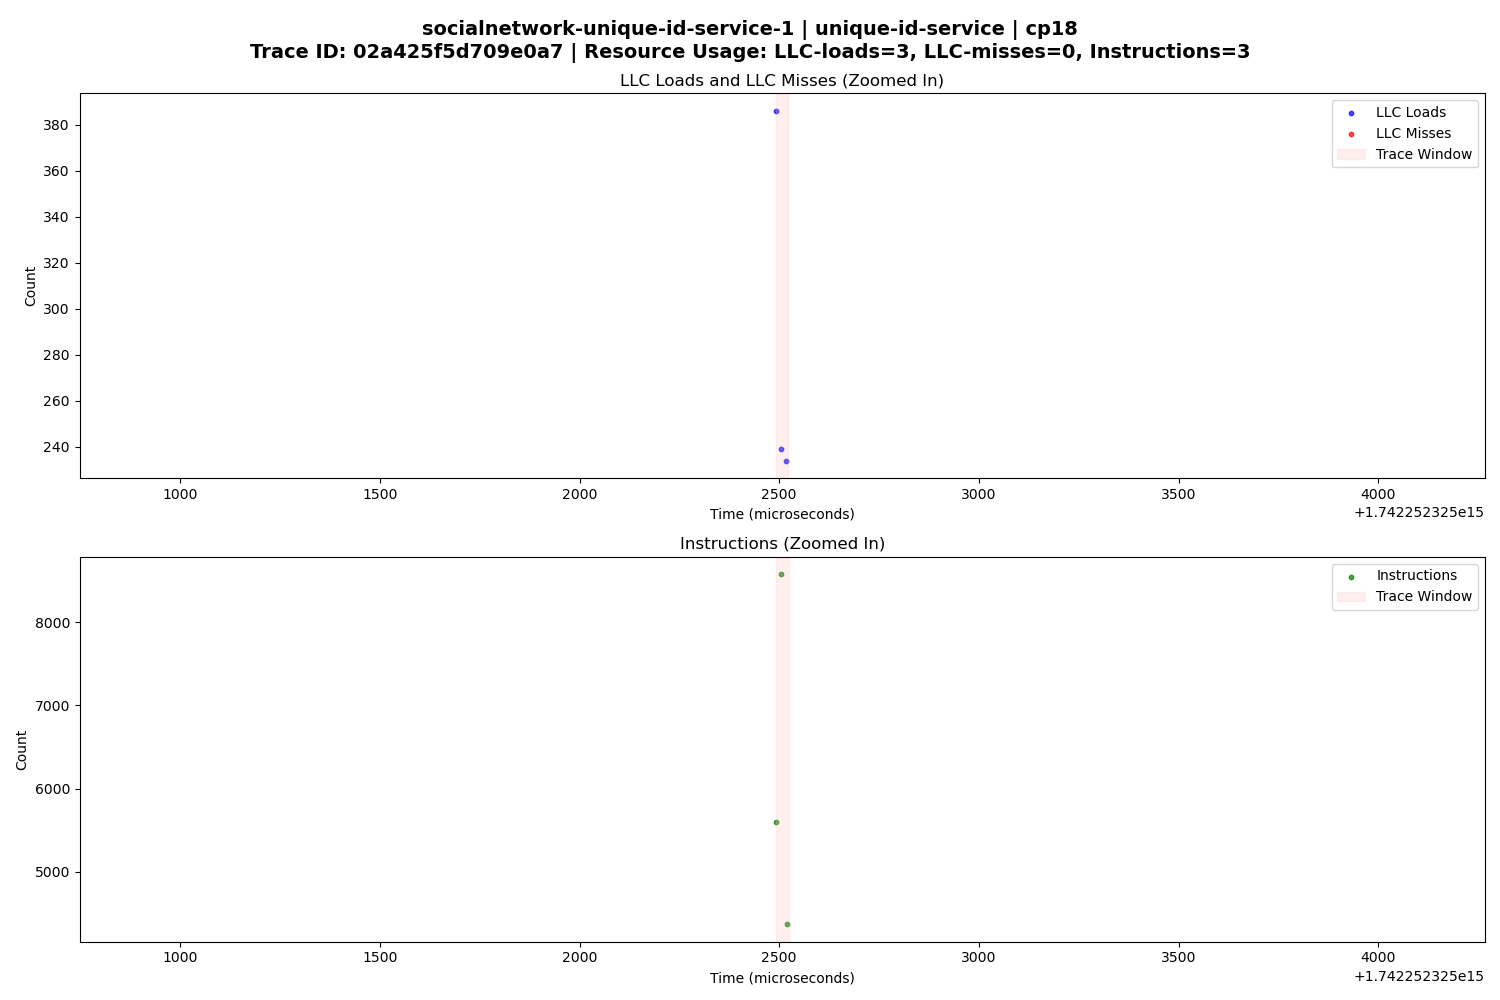 socialnetwork-unique-id-service-1 | unique-id-service | cp18
Trace ID: 02a425f5d709e0a7 | Resource Usage: LLC-loads=3, LLC-misses=0, Instructions=3
LLC Loads and LLC Misses (Zoomed In)
LLC Loads
LLC Misses
Trace Window
380
360
340
320
300
280
260
240
Count
1000
1500
2000
2500
3000
3500
4000
Time (microseconds)
+1.742252325e15
Instructions (Zoomed In)
Instructions
Trace Window
8000
7000
6000
5000
Count
1000
1500
2000
2500
3000
3500
4000
Time (microseconds)
+1.742252325e15